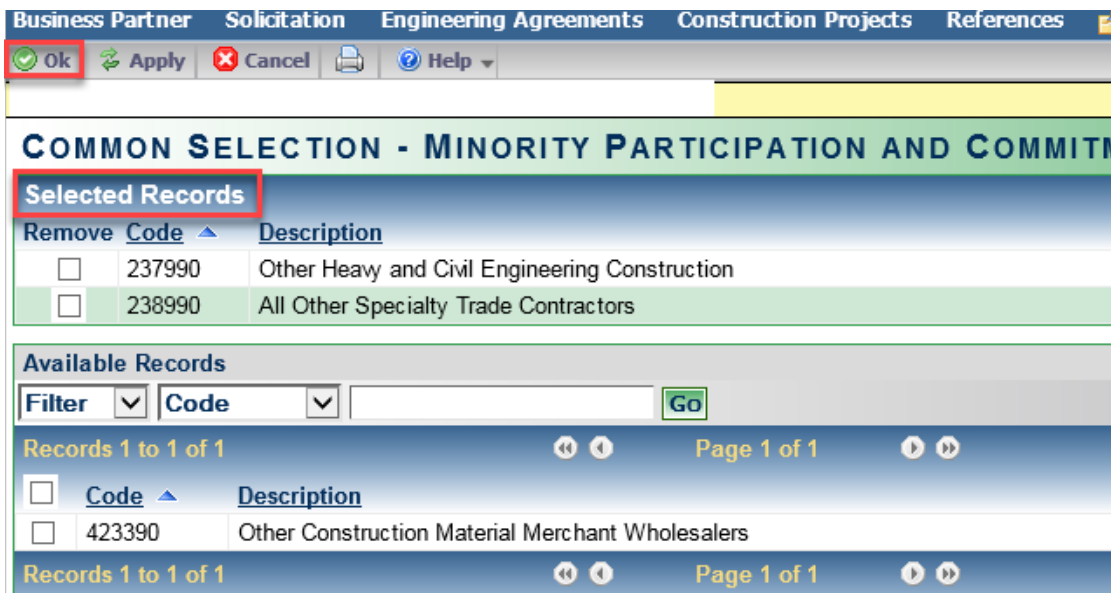 Business Partner Solicitation Engineering Agreements Construction Projects References
Ok Apply Cancel Help
COMMON SELECTION - MINORITY PARTICIPATION AND COMMITM
Selected Records
Remove Code Description
237990 Other Heavy and Civil Engineering Construction
238990 All Other Specialty Trade Contractors
Available Records
Filter Code Go
Records 1 to 1 of 1 Page 1 of 1
Code Description
423390 Other Construction Material Merchant Wholesalers
Records 1 to 1 of 1 Page 1 of 1